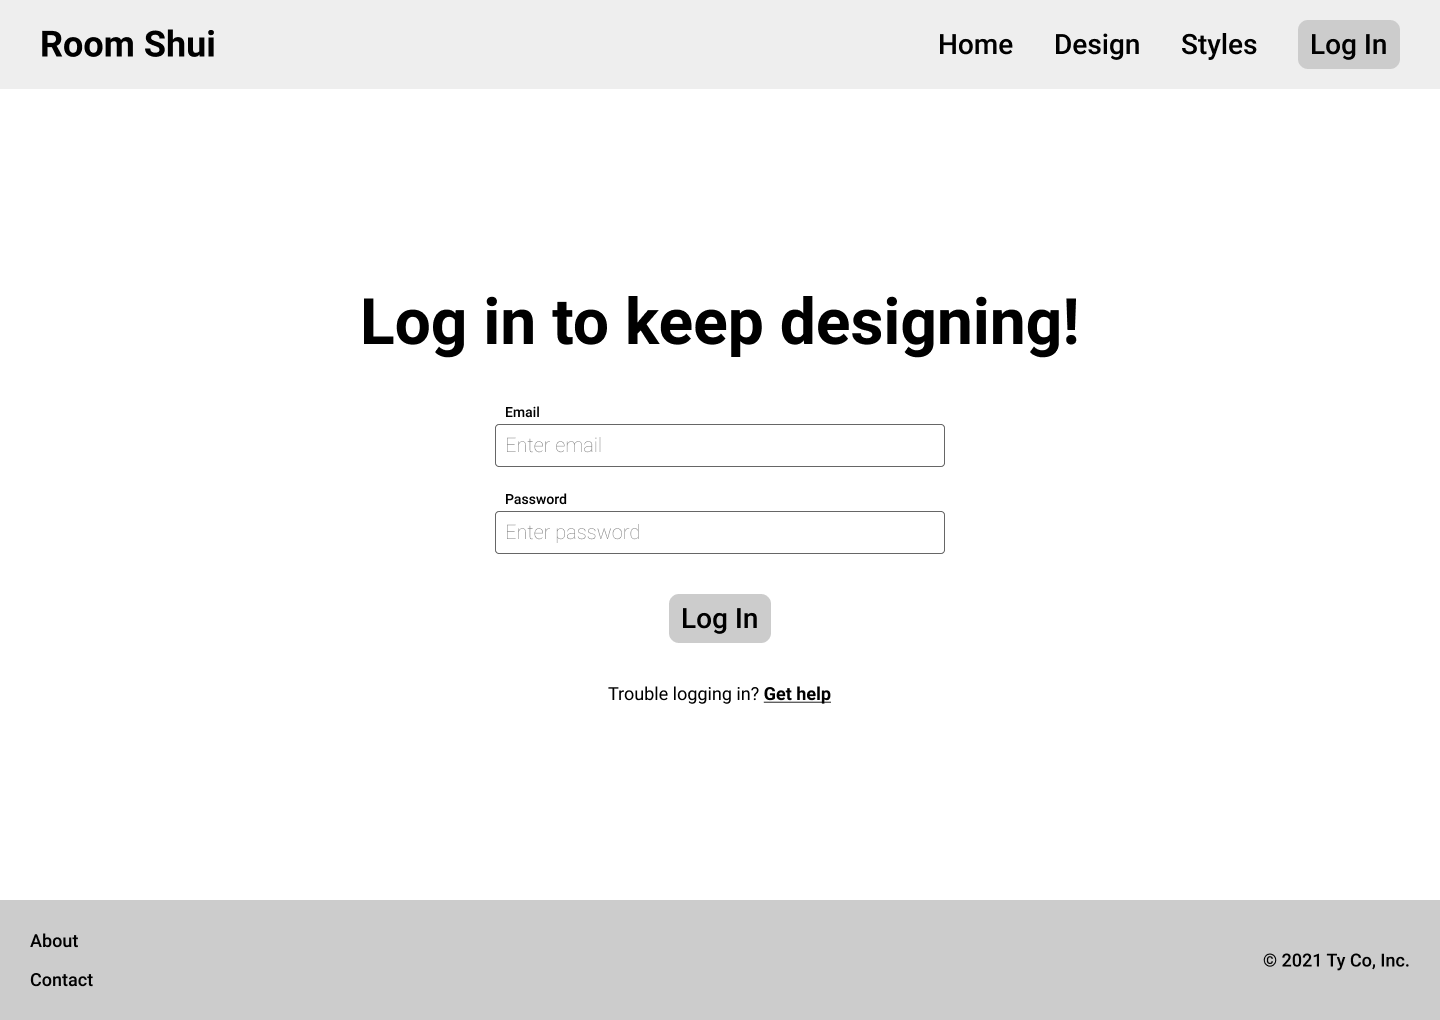 Room Shui
Home Design Styles Log In
Log in to keep designing!
Email
Enter email
Password
Enter password
Log In
Trouble logging in? Get help
About
Contact
© 2021 Ty Co, Inc.